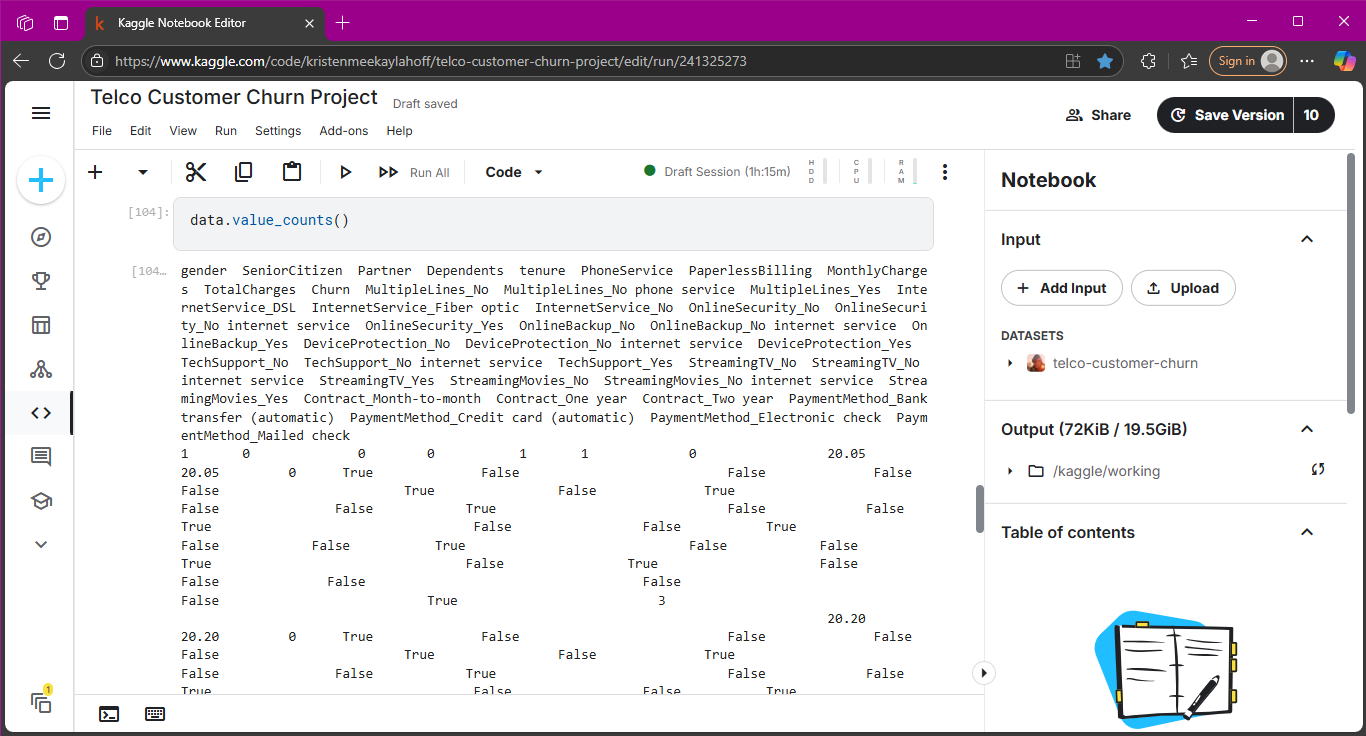 Kaggle Notebook Editor
https://www.kaggle.com/code/kristenmeekaylahoff/telco-customer-churn-project/edit/run/241325273
Sign in
Telco Customer Churn Project
Draft saved
File Edit View Run Settings Add-ons Help
Share
Save Version
10
Run All
Code
Draft Session (1h:15m)
HDD
CPU
RAM
[104]:
data.value_counts()
[104...
gender  SeniorCitizen  Partner  Dependents  tenure  PhoneService  PaperlessBilling  MonthlyCharge
s  TotalCharges  Churn  MultipleLines_No  MultipleLines_No phone service  MultipleLines_Yes  Inte
rnetService_DSL  InternetService_Fiber optic  InternetService_No  OnlineSecurity_No  OnlineSecuri
ty_No internet service  OnlineSecurity_Yes  OnlineBackup_No  OnlineBackup_No internet service  On
lineBackup_Yes  DeviceProtection_No  DeviceProtection_No internet service  DeviceProtection_Yes
TechSupport_No  TechSupport_No internet service  TechSupport_Yes  StreamingTV_No  StreamingTV_No
internet service  StreamingTV_Yes  StreamingMovies_No  StreamingMovies_No internet service  Strea
mingMovies_Yes  Contract_Month-to-month  Contract_One year  Contract_Two year  PaymentMethod_Bank
transfer (automatic)  PaymentMethod_Credit card (automatic)  PaymentMethod_Electronic check  Paym
entMethod_Mailed check
1 0 0 0 1 1 0 20.05
20.05 0 True False False False
False True False True
False False True False False
True False False True
False False True False False
True False True False
False False False
False True 3
20.20
20.20 0 True False False False
False True False True
False False True False False
True False False True
Notebook
Input
Add Input
Upload
DATASETS
telco-customer-churn
Output (72KiB / 19.5GiB)
/kaggle/working
Table of contents
1